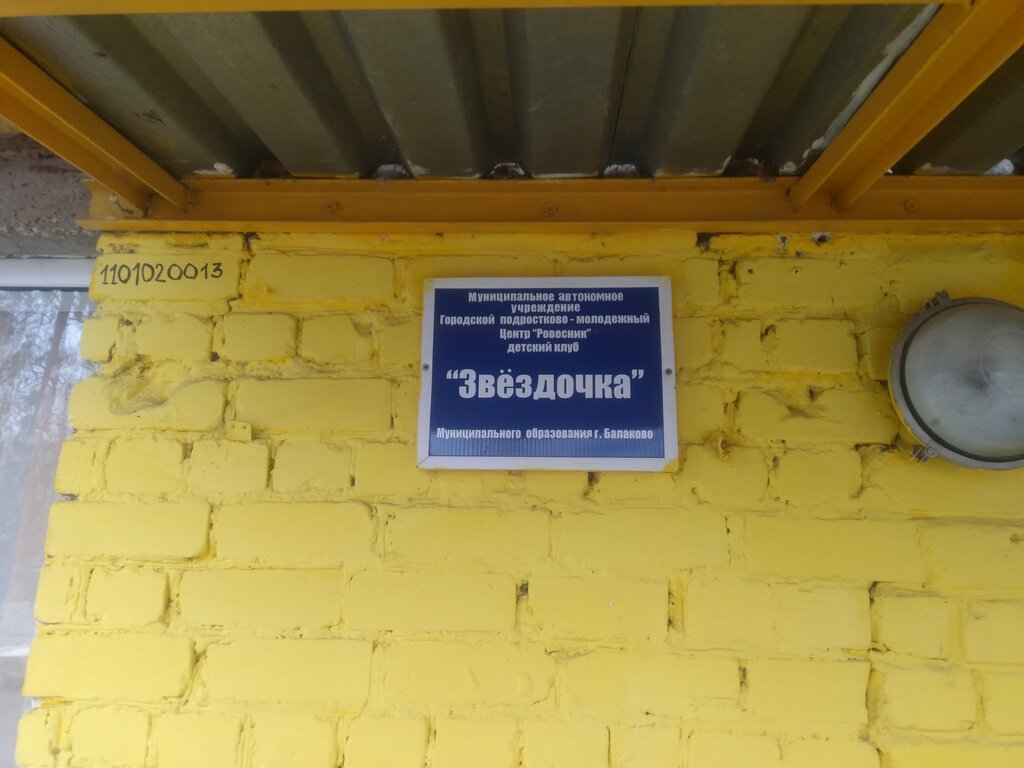 1101020013
Муниципальное автономное
учреждение
Городской подростково - молодежный
Центр "Ровесник"
детский клуб
"Звёздочка"
Муниципального образования г. Балаково